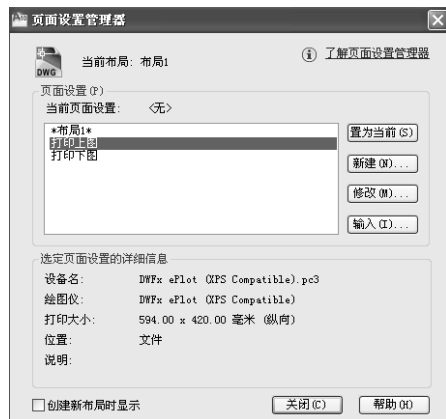 页面设置管理器
DWG
当前布局: 布局1
了解页面设置管理器
页面设置(P)
当前页面设置: <无>
*布局1*
打印上图
打印下图
置为当前(S)
新建(N)...
修改(M)...
输入(I)...
选定页面设置的详细信息
设备名: DWFx ePlot (XPS Compatible).pc3
绘图仪: DWFx ePlot (XPS Compatible)
打印大小: 594.00 x 420.00 毫米 (纵向)
位置: 文件
说明:
创建新布局时显示
关闭(C)
帮助(H)